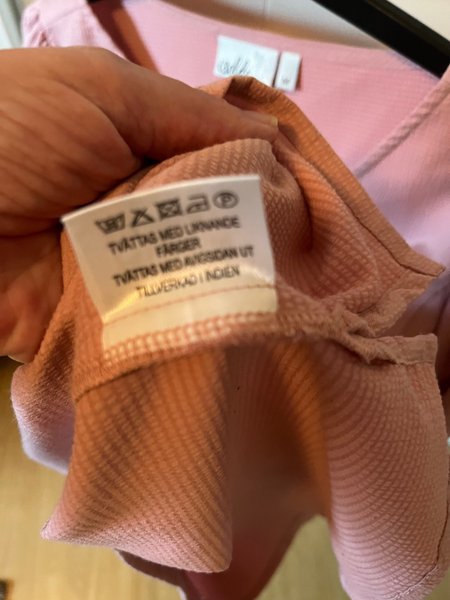 TVÄTTAS MED LIKNANDE
FÄRGER
TVÄTTAS MED AVIGSIDAN UT
TILLVERKAD I INDIEN